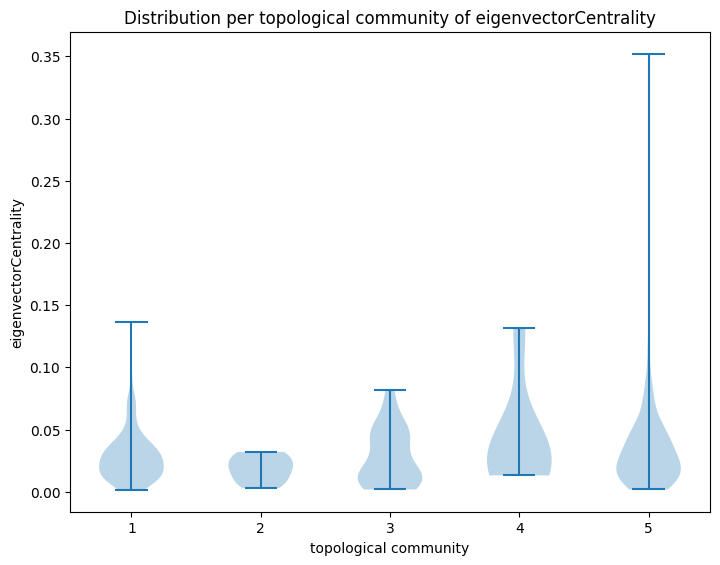 Distribution per topological community of eigenvectorCentrality
0.35
0.30
0.25
0.20
0.15
0.10
0.05
0.00
eigenvectorCentrality
1 2 3 4 5
topological community